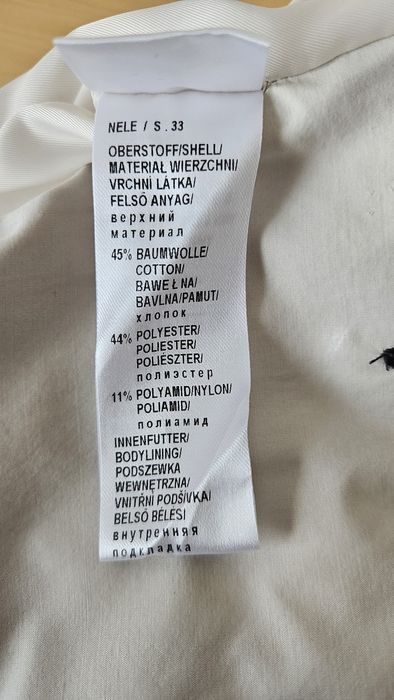 NELE / S . 33
OBERSTOFF/SHELL/
MATERIAŁ WIERZCHNI/
VRCHNÍ LÁTKA/
FELSŐ ANYAG/
верхний
материал
45% BAUMWOLLE/
COTTON/
BAWEŁNA/
BAVLNA/PAMUT/
хлопок
44% POLYESTER/
POLIESTER/
POLIÉSZTER/
полиэстер
11% POLYAMID/NYLON/
POLIAMID/
полиамид
INNENFUTTER/
BODYLINING/
PODSZEWKA
WEWNĘTRZNA/
VNITŘNÍ PODŠÍVKA/
BELSŐ BÉLÉS/
внутренняя
подкладка